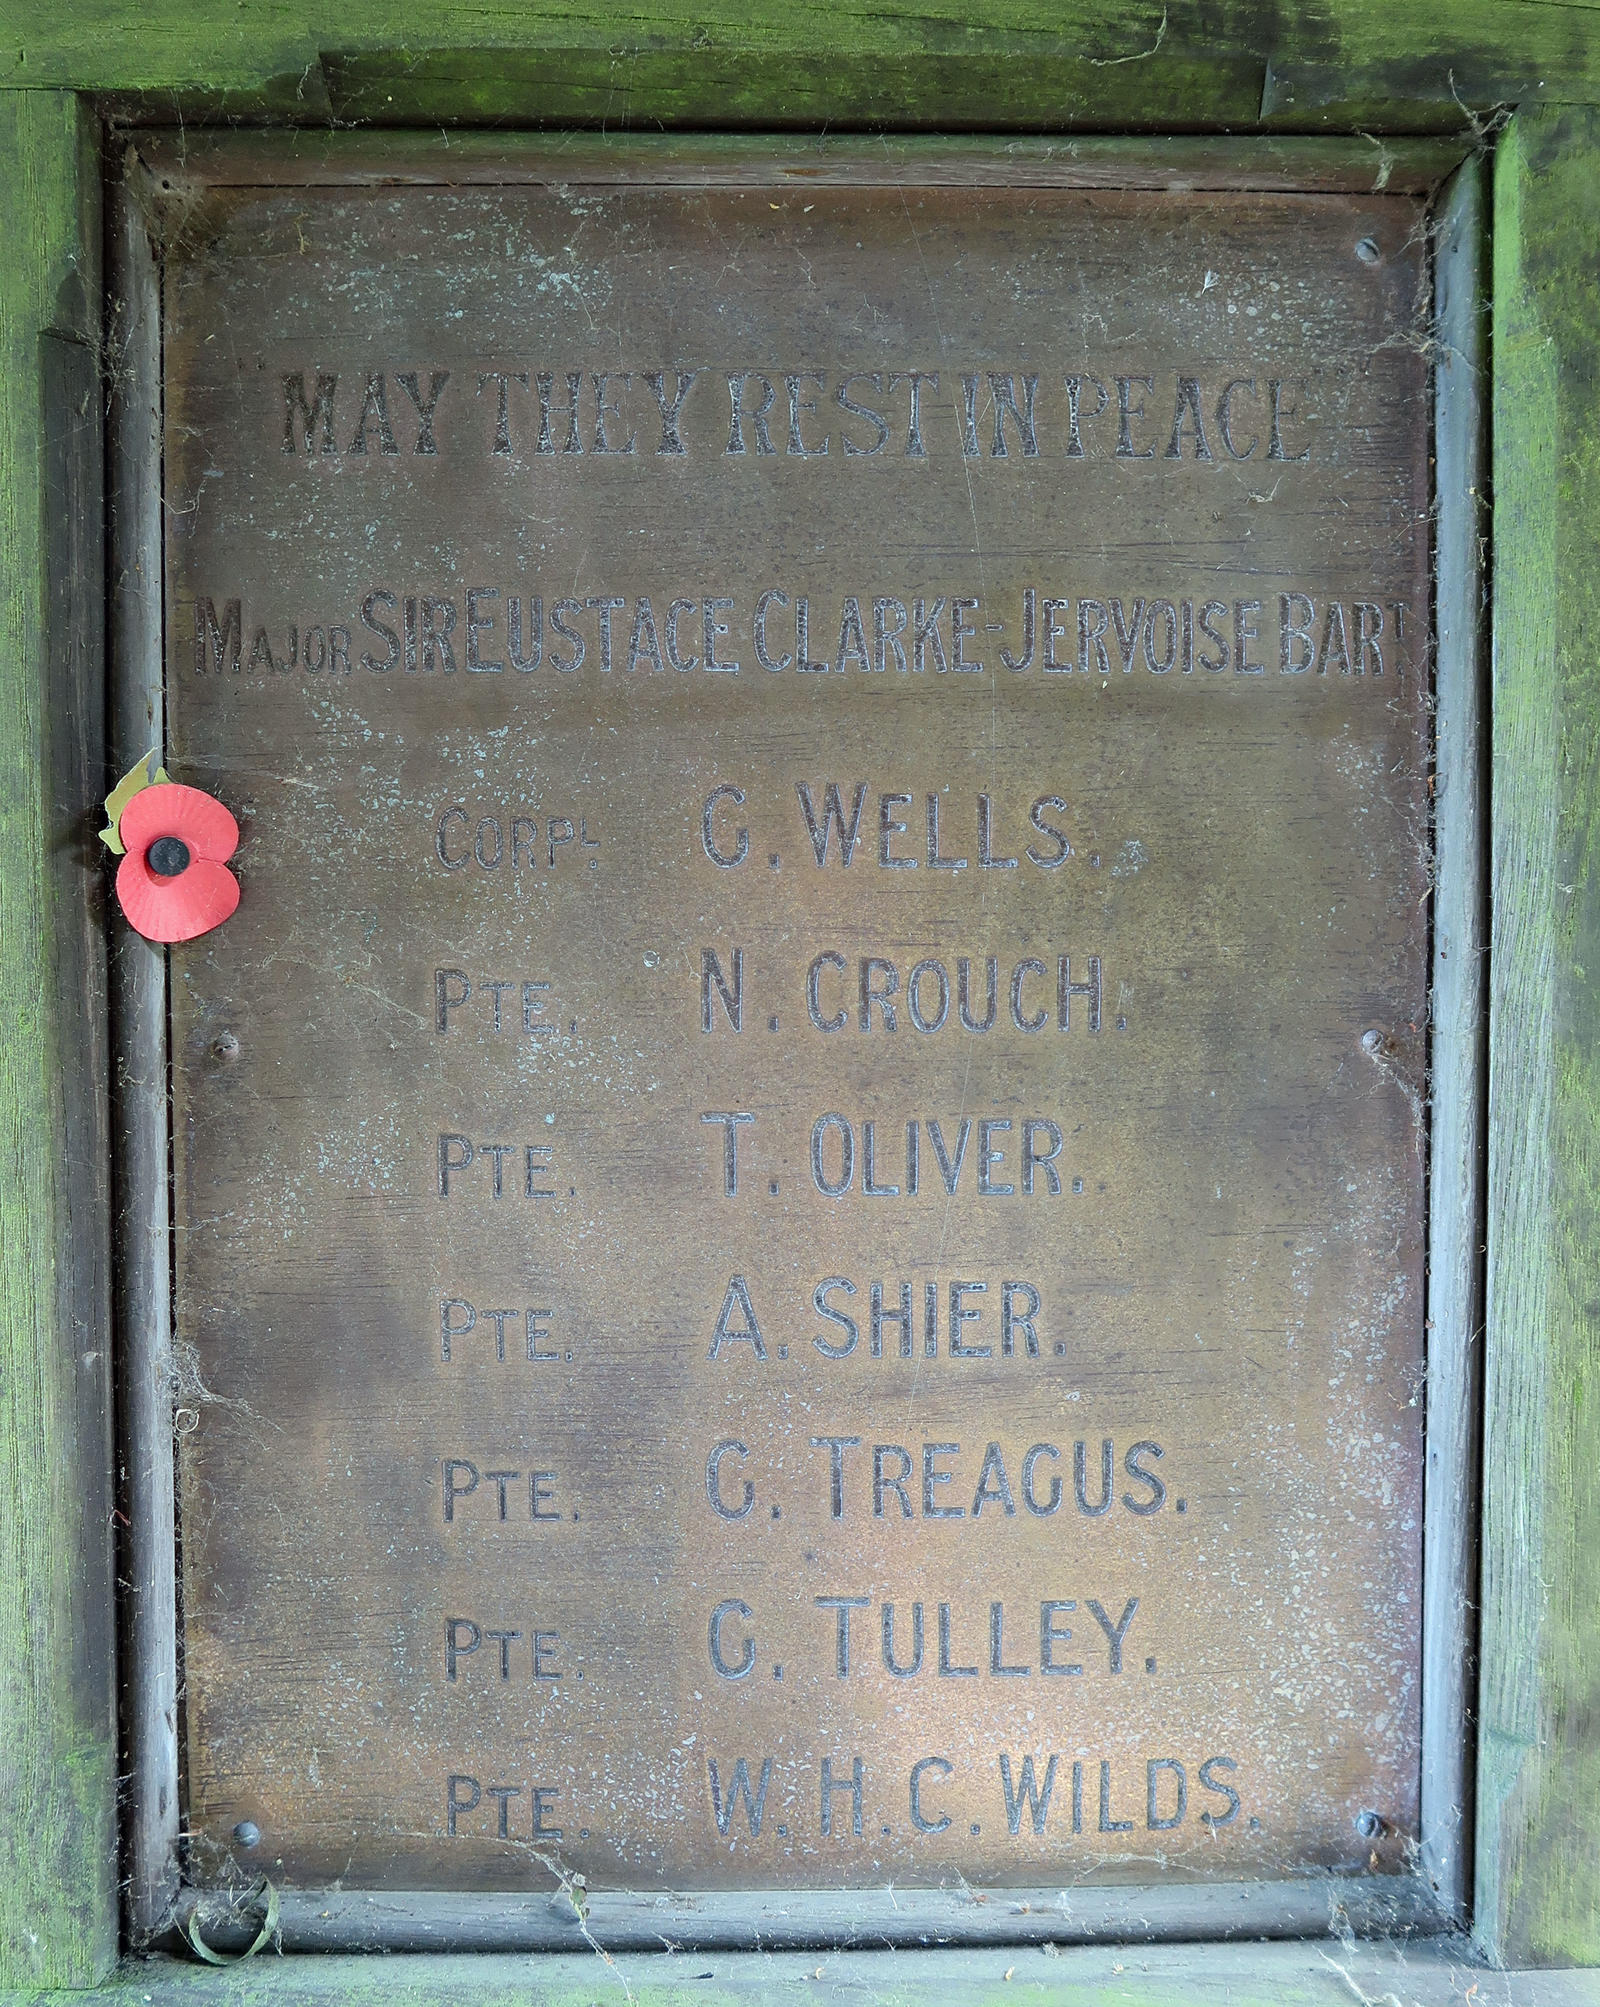 MAY THEY REST IN PEACE
MAJOR SIR EUSTACE CLARKE-JERVOISE BART
CORPL. G. WELLS.
PTE. N. CROUCH.
PTE. T. OLIVER.
PTE. A. SHIER.
PTE. G. TREAGUS.
PTE. G. TULLEY.
PTE. W. H. C. WILDS.